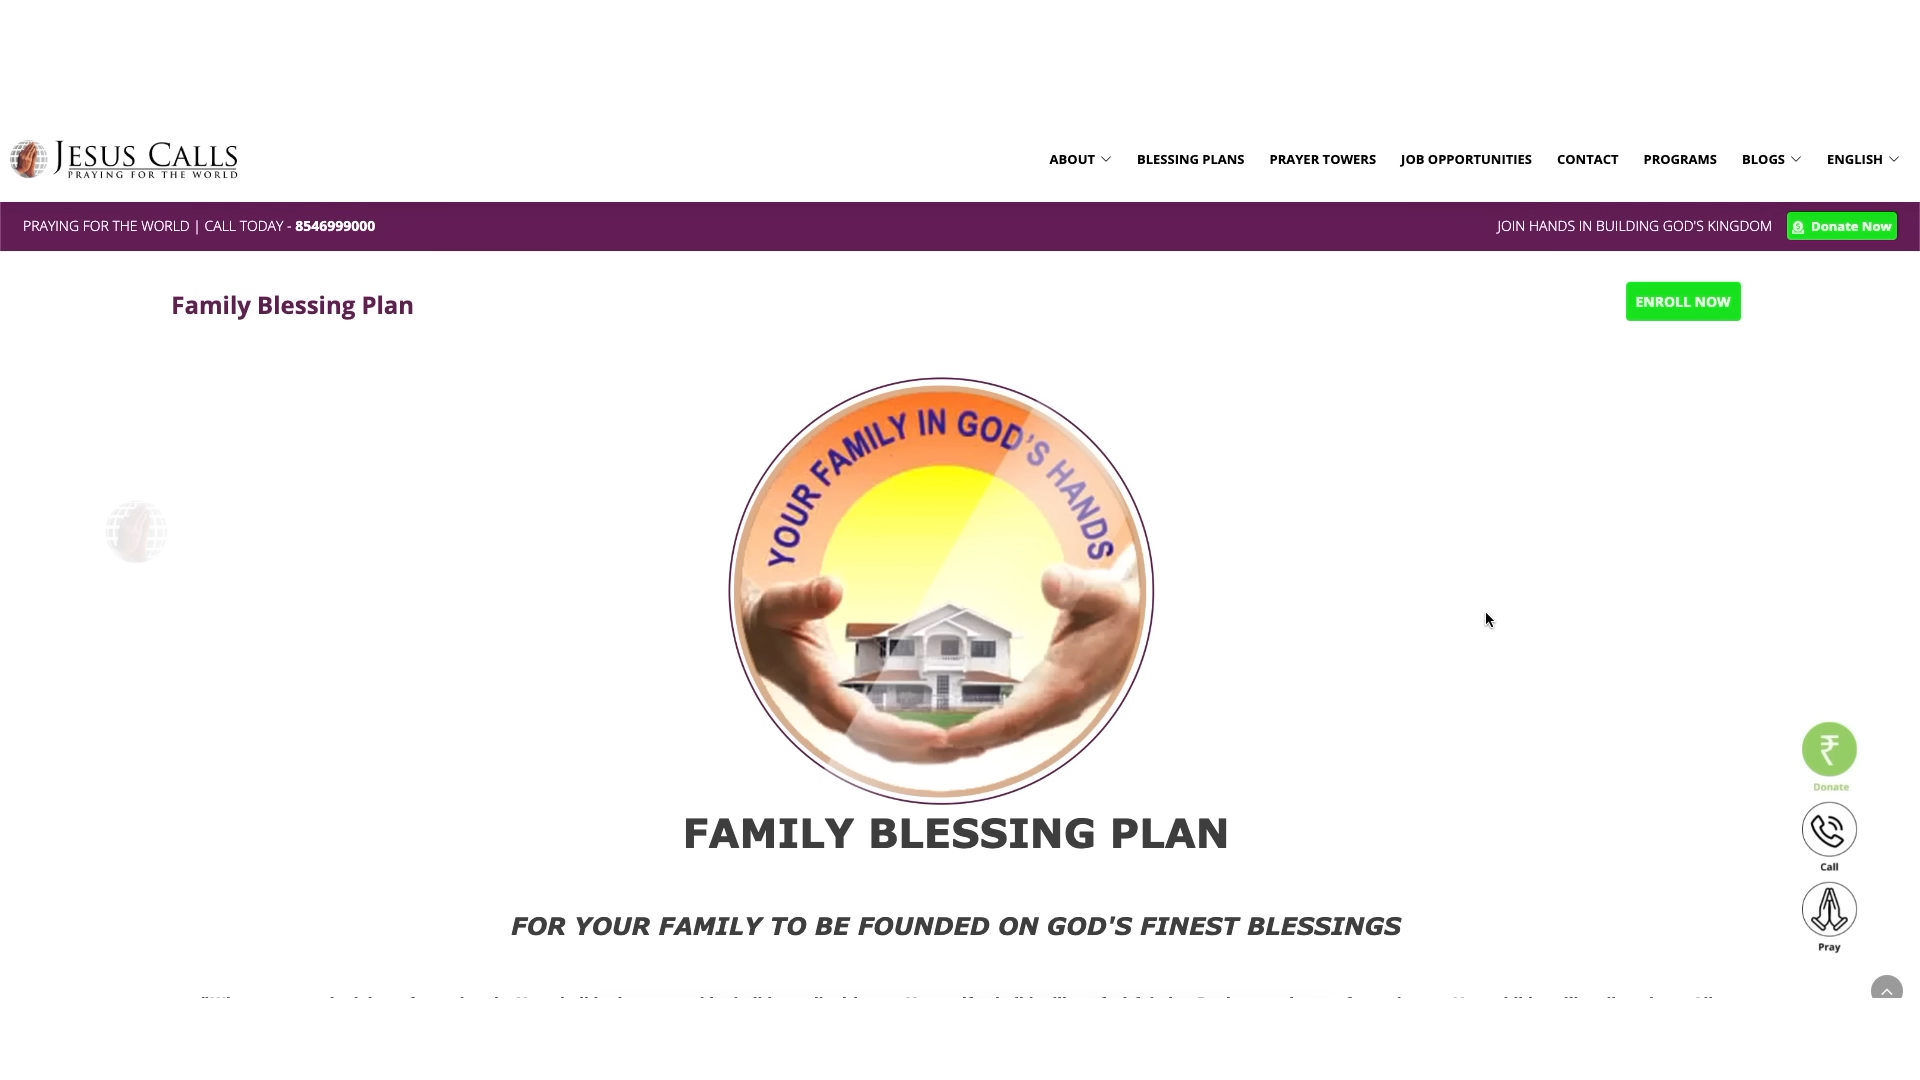 JESUS CALLS
PRAYING FOR THE WORLD
ABOUT
BLESSING PLANS
PRAYER TOWERS
JOB OPPORTUNITIES
CONTACT
PROGRAMS
BLOGS
ENGLISH
PRAYING FOR THE WORLD | CALL TODAY - 8546999000
JOIN HANDS IN BUILDING GOD'S KINGDOM
Donate Now
Family Blessing Plan
ENROLL NOW
YOUR FAMILY IN GOD'S HANDS
FAMILY BLESSING PLAN
FOR YOUR FAMILY TO BE FOUNDED ON GOD'S FINEST BLESSINGS
₹
Donate
Call
Pray